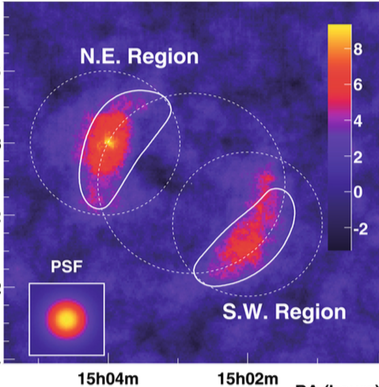 N.E. Region
8
6
4
2
0
-2
PSF
S.W. Region
15h04m
15h02m